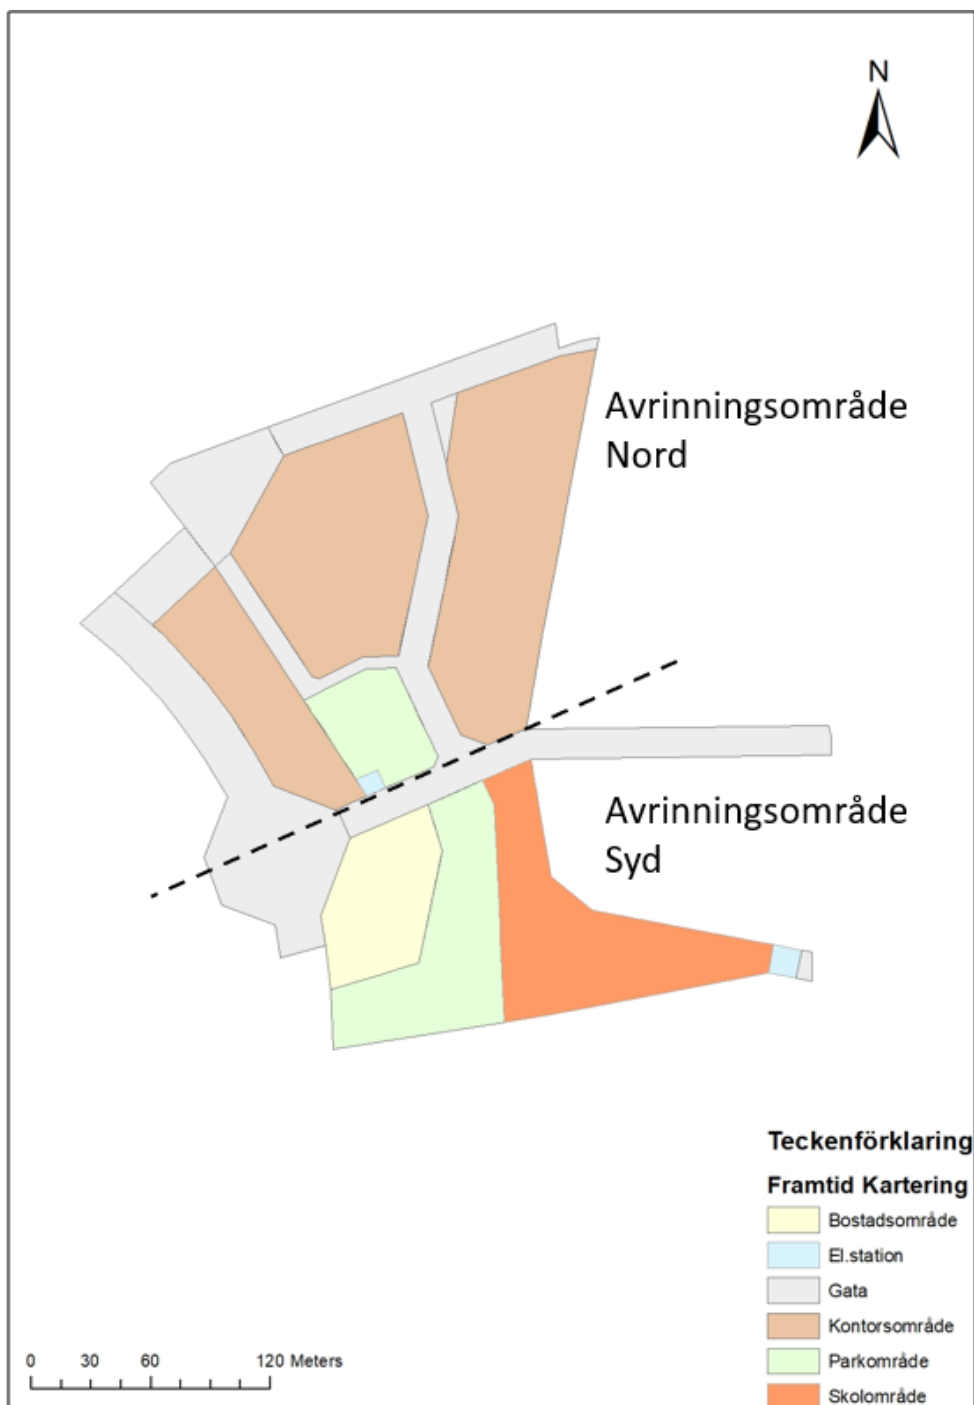 N
Avrinningsområde
Nord
Avrinningsområde
Syd
Teckenförklaring
Framtid Kartering
Bostadsområde
El.station
Gata
Kontorsområde
Parkområde
Skolområde
0 30 60 120 Meters